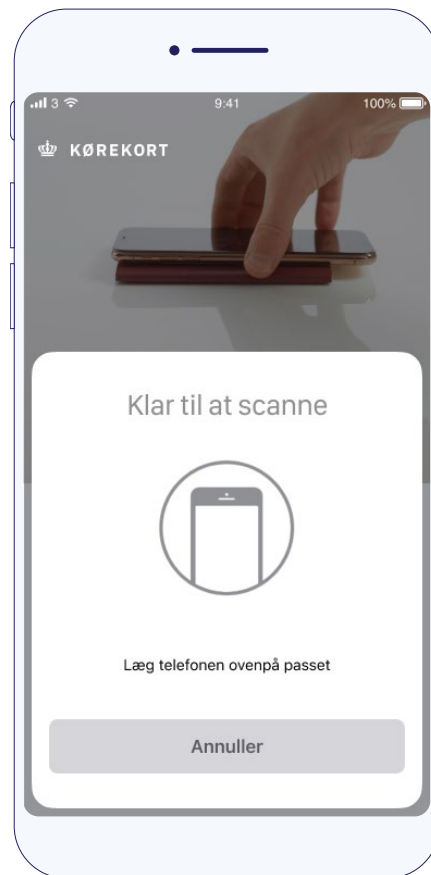 3 9:41 100%
KØREKORT
Klar til at scanne
Læg telefonen ovenpå passet
Annuller